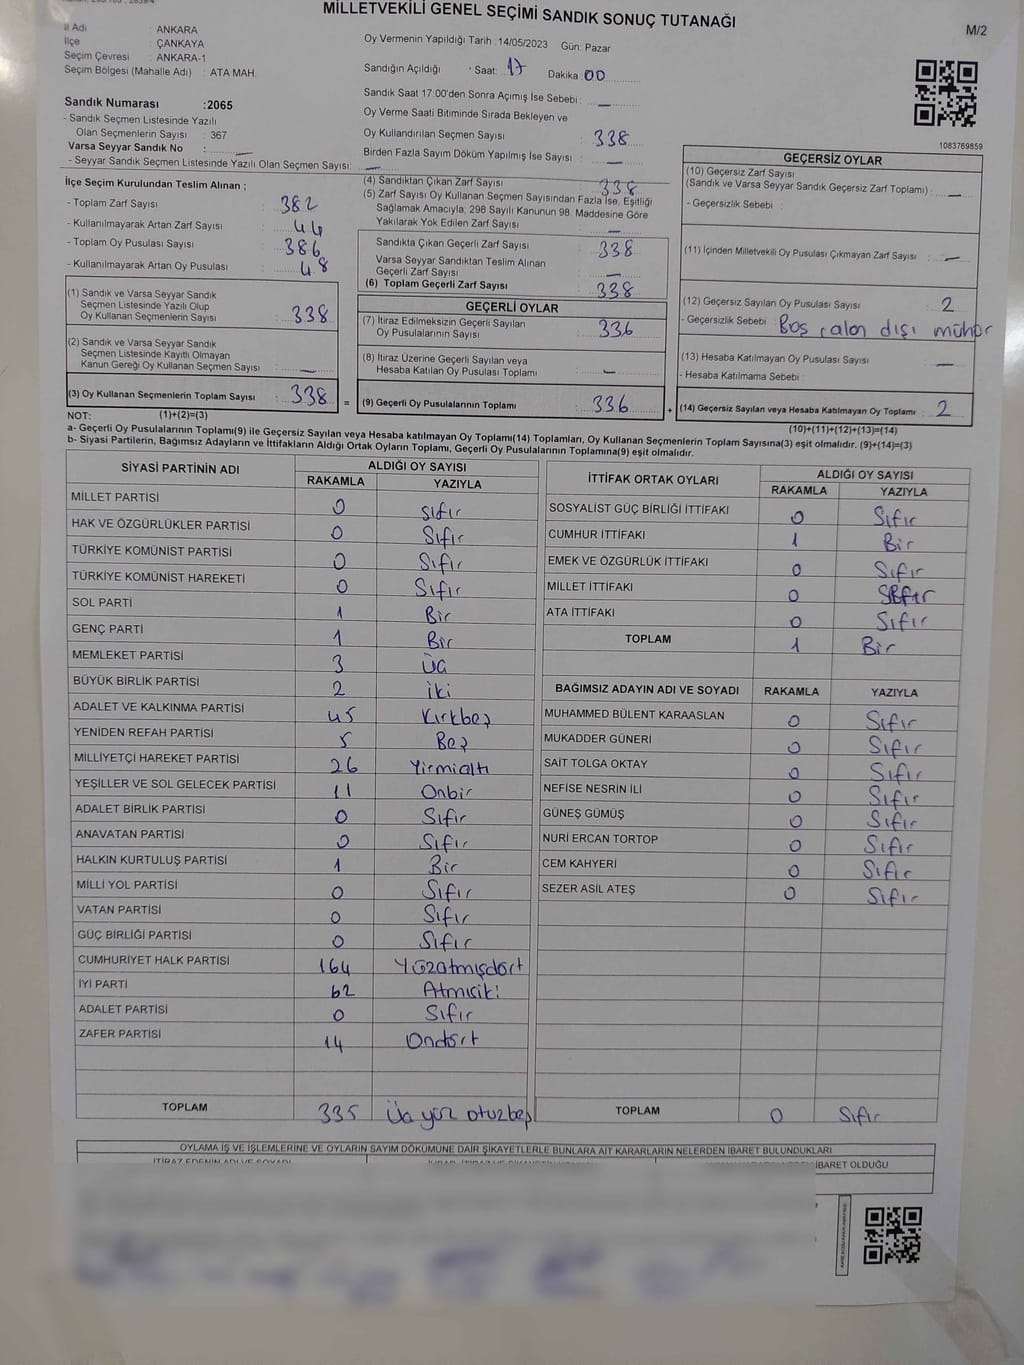 MİLLETVEKİLİ GENEL SEÇİMİ SANDIK SONUÇ TUTANAĞI
M/2
İl Adı : ANKARA
İlçe : ÇANKAYA
Seçim Çevresi : ANKARA-1
Seçim Bölgesi (Mahalle Adı) : ATA MAH.
Oy Vermenin Yapıldığı Tarih : 14/05/2023 Gün: Pazar
Sandığın Açıldığı Saat: 17 Dakika 00
Sandık Saat 17:00'den Sonra Açımış İse Sebebi: —
Sandık Numarası :2065
- Sandık Seçmen Listesinde Yazılı
Olan Seçmenlerin Sayısı : 367
Varsa Seyyar Sandık No : —
- Seyyar Sandık Seçmen Listesinde Yazılı Olan Seçmen Sayısı: —
Oy Verme Saati Bitiminde Sırada Bekleyen ve
Oy Kullandırılan Seçmen Sayısı : 338
Birden Fazla Sayım Döküm Yapılmış İse Sayısı : —
1083769859
İlçe Seçim Kurulundan Teslim Alınan ;
- Toplam Zarf Sayısı : 382
- Kullanılmayarak Artan Zarf Sayısı : 44
- Toplam Oy Pusulası Sayısı : 386
- Kullanılmayarak Artan Oy Pusulası : 48
(4) Sandıktan Çıkan Zarf Sayısı : 338
(5) Zarf Sayısı Oy Kullanan Seçmen Sayısından Fazla İse, Eşitliği
Sağlamak Amacıyla, 298 Sayılı Kanunun 98. Maddesine Göre
Yakılarak Yok Edilen Zarf Sayısı : —
Sandıkta Çıkan Geçerli Zarf Sayısı : 338
Varsa Seyyar Sandıktan Teslim Alınan
Geçerli Zarf Sayısı : —
(6) Toplam Geçerli Zarf Sayısı : 338
GEÇERSİZ OYLAR
(10) Geçersiz Zarf Sayısı
(Sandık ve Varsa Seyyar Sandık Geçersiz Zarf Toplamı) : —
- Geçersizlik Sebebi :
(11) İçinden Milletvekili Oy Pusulası Çıkmayan Zarf Sayısı : —
(12) Geçersiz Sayılan Oy Pusulası Sayısı : 2
- Geçersizlik Sebebi : Boş alan dışı mühür
(13) Hesaba Katılmayan Oy Pusulası Sayısı : —
- Hesaba Katılmama Sebebi :
(14) Geçersiz Sayılan veya Hesaba Katılmayan Oy Toplamı : 2
(10)+(11)+(12)+(13)=(14)
(1) Sandık ve Varsa Seyyar Sandık
Seçmen Listesinde Yazılı Olup
Oy Kullanan Seçmenlerin Sayısı : 338
(2) Sandık ve Varsa Seyyar Sandık
Seçmen Listesinde Kayıtlı Olmayan
Kanun Gereği Oy Kullanan Seçmen Sayısı : —
(3) Oy Kullanan Seçmenlerin Toplam Sayısı : 338 =
GEÇERLİ OYLAR
(7) İtiraz Edilmeksizin Geçerli Sayılan
Oy Pusulalarının Sayısı : 336
(8) İtiraz Üzerine Geçerli Sayılan veya
Hesaba Katılan Oy Pusulası Toplamı : —
(9) Geçerli Oy Pusulalarının Toplamı : 336 +
NOT: (1)+(2)=(3)
a- Geçerli Oy Pusulalarının Toplamı(9) ile Geçersiz Sayılan veya Hesaba katılmayan Oy Toplamı(14) Toplamları, Oy Kullanan Seçmenlerin Toplam Sayısına(3) eşit olmalıdır. (9)+(14)=(3)
b- Siyasi Partilerin, Bağımsız Adayların ve İttifakların Aldığı Ortak Oyların Toplamı, Geçerli Oy Pusulalarının Toplamına(9) eşit olmalıdır.
SİYASİ PARTİNİN ADI ALDIĞI OY SAYISI
RAKAMLA YAZIYLA
MİLLET PARTİSİ 0 Sıfır
HAK VE ÖZGÜRLÜKLER PARTİSİ 0 Sıfır
TÜRKİYE KOMÜNİST PARTİSİ 0 Sıfır
TÜRKİYE KOMÜNİST HAREKETİ 0 Sıfır
SOL PARTİ 1 Bir
GENÇ PARTİ 1 Bir
MEMLEKET PARTİSİ 3 Üç
BÜYÜK BİRLİK PARTİSİ 2 İki
ADALET VE KALKINMA PARTİSİ 45 Kırkbeş
YENİDEN REFAH PARTİSİ 5 Beş
MİLLİYETÇİ HAREKET PARTİSİ 26 Yirmialtı
YEŞİLLER VE SOL GELECEK PARTİSİ 11 Onbir
ADALET BİRLİK PARTİSİ 0 Sıfır
ANAVATAN PARTİSİ 0 Sıfır
HALKIN KURTULUŞ PARTİSİ 1 Bir
MİLLİ YOL PARTİSİ 0 Sıfır
VATAN PARTİSİ 0 Sıfır
GÜÇ BİRLİĞİ PARTİSİ 0 Sıfır
CUMHURİYET HALK PARTİSİ 164 Yüzatmışdört
İYİ PARTİ 62 Atmışiki
ADALET PARTİSİ 0 Sıfır
ZAFER PARTİSİ 14 Ondört
TOPLAM 335 Üçyüz otuzbeş
İTTİFAK ORTAK OYLARI ALDIĞI OY SAYISI
RAKAMLA YAZIYLA
SOSYALİST GÜÇ BİRLİĞİ İTTİFAKI 0 Sıfır
CUMHUR İTTİFAKI 1 Bir
EMEK VE ÖZGÜRLÜK İTTİFAKI 0 Sıfır
MİLLET İTTİFAKI 0 Sıfır
ATA İTTİFAKI 0 Sıfır
TOPLAM 1 Bir
BAĞIMSIZ ADAYIN ADI VE SOYADI RAKAMLA YAZIYLA
MUHAMMED BÜLENT KARAASLAN 0 Sıfır
MUKADDER GÜNERİ 0 Sıfır
SAİT TOLGA OKTAY 0 Sıfır
NEFİSE NESRİN İLİ 0 Sıfır
GÜNEŞ GÜMÜŞ 0 Sıfır
NURİ ERCAN TORTOP 0 Sıfır
CEM KAHYERİ 0 Sıfır
SEZER ASİL ATEŞ 0 Sıfır
TOPLAM 0 Sıfır
OYLAMA İŞ VE İŞLEMLERİNE VE OYLARIN SAYIM DÖKÜMÜNE DAİR ŞİKAYETLERLE BUNLARA AİT KARARLARIN NELERDEN İBARET BULUNDUKLARI
İTİRAZ EDENİN ADI VE SOYADI
İBARET OLDUĞU